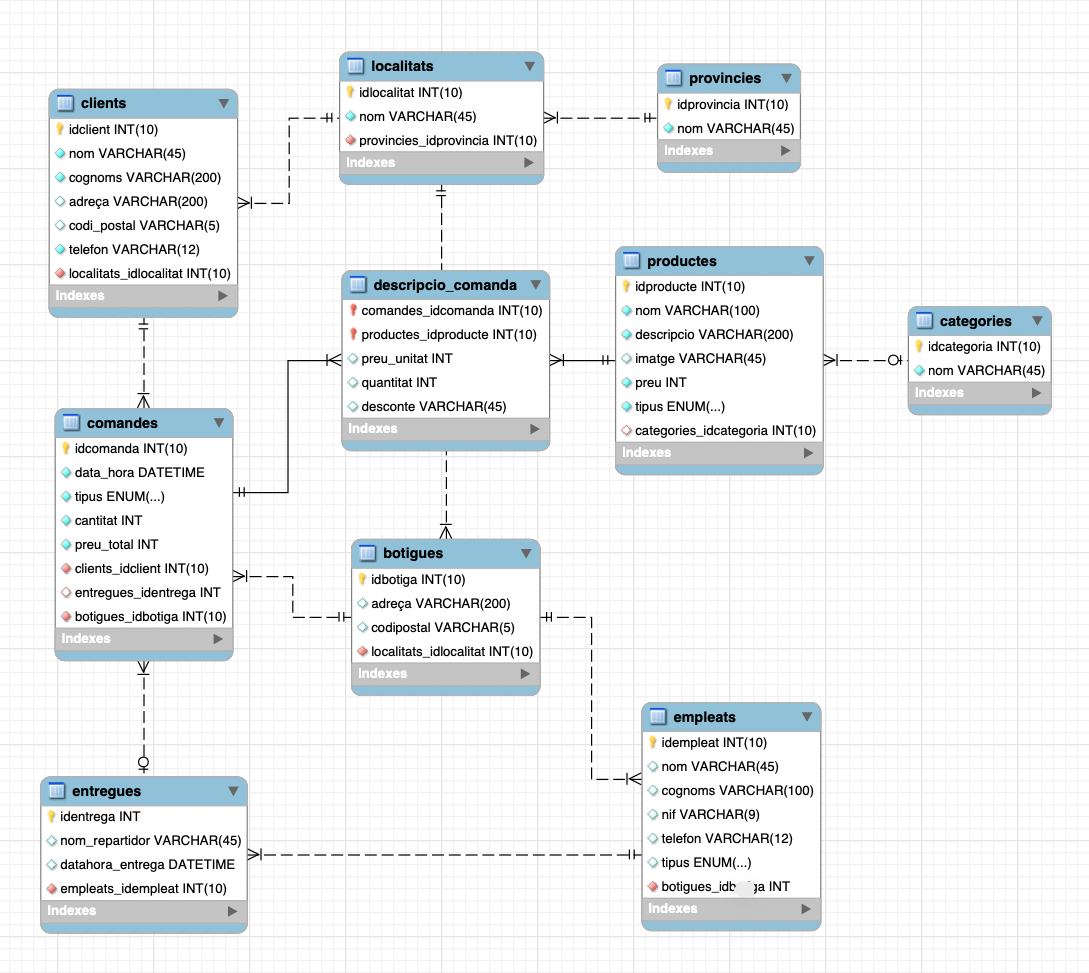 clients
idclient INT(10)
nom VARCHAR(45)
cognoms VARCHAR(200)
adreça VARCHAR(200)
codi_postal VARCHAR(5)
telefon VARCHAR(12)
localitats_idlocalitat INT(10)
Indexes
localitats
idlocalitat INT(10)
nom VARCHAR(45)
provincies_idprovincia INT(10)
Indexes
provincies
idprovincia INT(10)
nom VARCHAR(45)
Indexes
descripcio_comanda
comandes_idcomanda INT(10)
productes_idproducte INT(10)
preu_unitat INT
quantitat INT
desconte VARCHAR(45)
Indexes
productes
idproducte INT(10)
nom VARCHAR(100)
descripcio VARCHAR(200)
imatge VARCHAR(45)
preu INT
tipus ENUM(...)
categories_idcategoria INT(10)
Indexes
categories
idcategoria INT(10)
nom VARCHAR(45)
Indexes
comandes
idcomanda INT(10)
data_hora DATETIME
tipus ENUM(...)
cantitat INT
preu_total INT
clients_idclient INT(10)
entregues_identrega INT
botigues_idbotiga INT(10)
Indexes
botigues
idbotiga INT(10)
adreça VARCHAR(200)
codipostal VARCHAR(5)
localitats_idlocalitat INT(10)
Indexes
empleats
idempleat INT(10)
nom VARCHAR(45)
cognoms VARCHAR(100)
nif VARCHAR(9)
telefon VARCHAR(12)
tipus ENUM(...)
INT
Indexes
entregues
identrega INT
nom_repartidor VARCHAR(45)
datahora_entrega DATETIME
empleats_idempleat INT(10)
Indexes